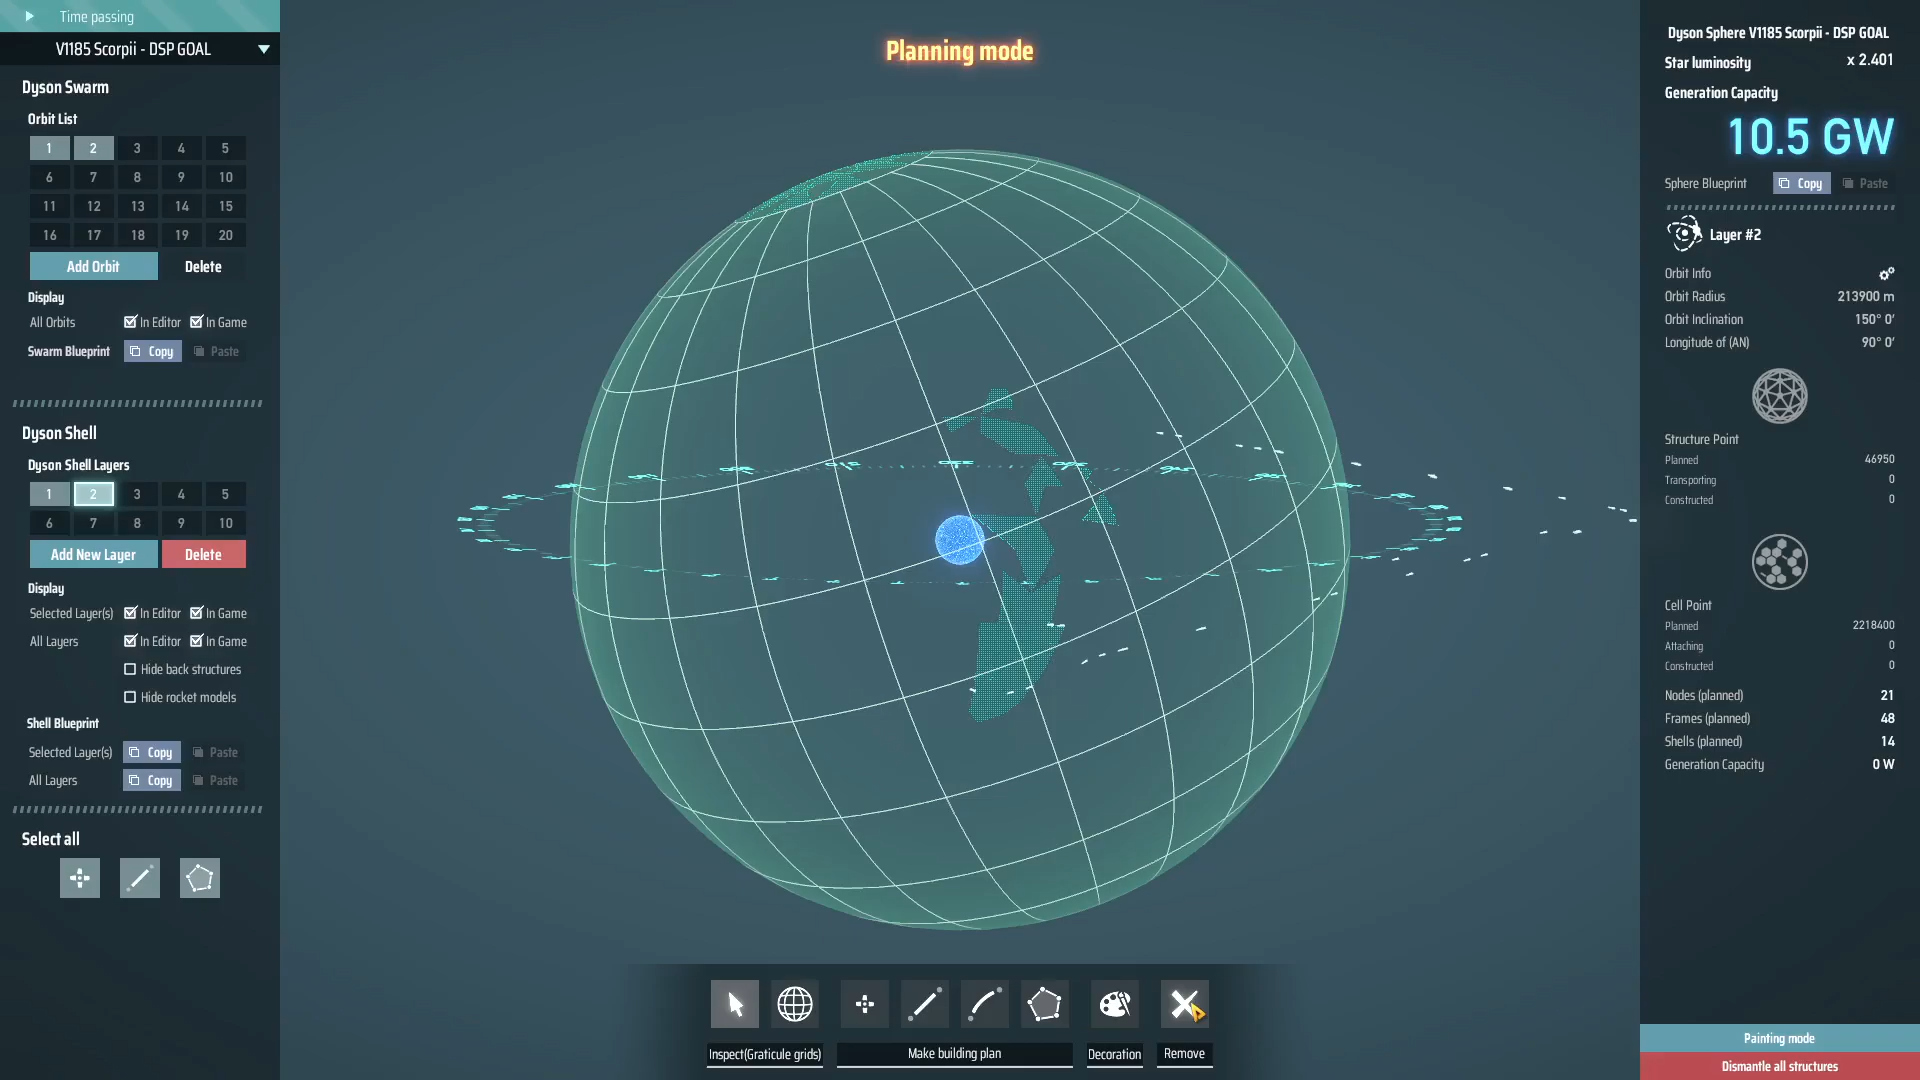 Time passing
V1185 Scorpii - DSP GOAL
Dyson Swarm
Orbit List
1 2 3 4 5
6 7 8 9 10
11 12 13 14 15
16 17 18 19 20
Add Orbit Delete
Display
All Orbits In Editor In Game
Swarm Blueprint Copy Paste
Dyson Shell
Dyson Shell Layers
1 2 3 4 5
6 7 8 9 10
Add New Layer Delete
Display
Selected Layer(s) In Editor In Game
All Layers In Editor In Game
Hide back structures
Hide rocket models
Shell Blueprint
Selected Layer(s) Copy Paste
All Layers Copy Paste
Select all
Planning mode
Inspect(Graticule grids) Make building plan Decoration Remove
Dyson Sphere V1185 Scorpii - DSP GOAL
Star luminosity x 2.401
Generation Capacity
10.5 GW
Sphere Blueprint Copy Paste
Layer #2
Orbit Info
Orbit Radius 213900 m
Orbit Inclination 150° 0′
Longitude of (AN) 90° 0′
Structure Point
Planned 46950
Transporting 0
Constructed 0
Cell Point
Planned 2218400
Attaching 0
Constructed 0
Nodes (planned) 21
Frames (planned) 48
Shells (planned) 14
Generation Capacity 0 W
Painting mode
Dismantle all structures